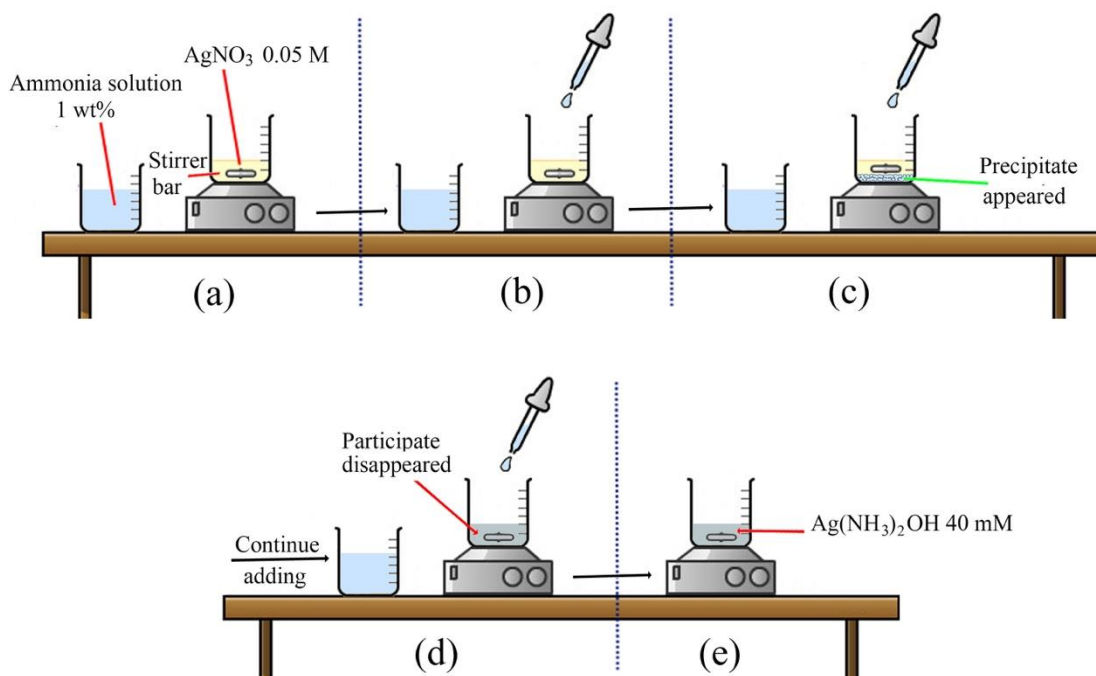 AgNO₃ 0.05 M
Ammonia solution
1 wt%
Stirrer
bar
Precipitate
appeared
(a)
(b)
(c)
Participate
disappeared
Continue
adding
Ag(NH₃)₂OH 40 mM
(d)
(e)